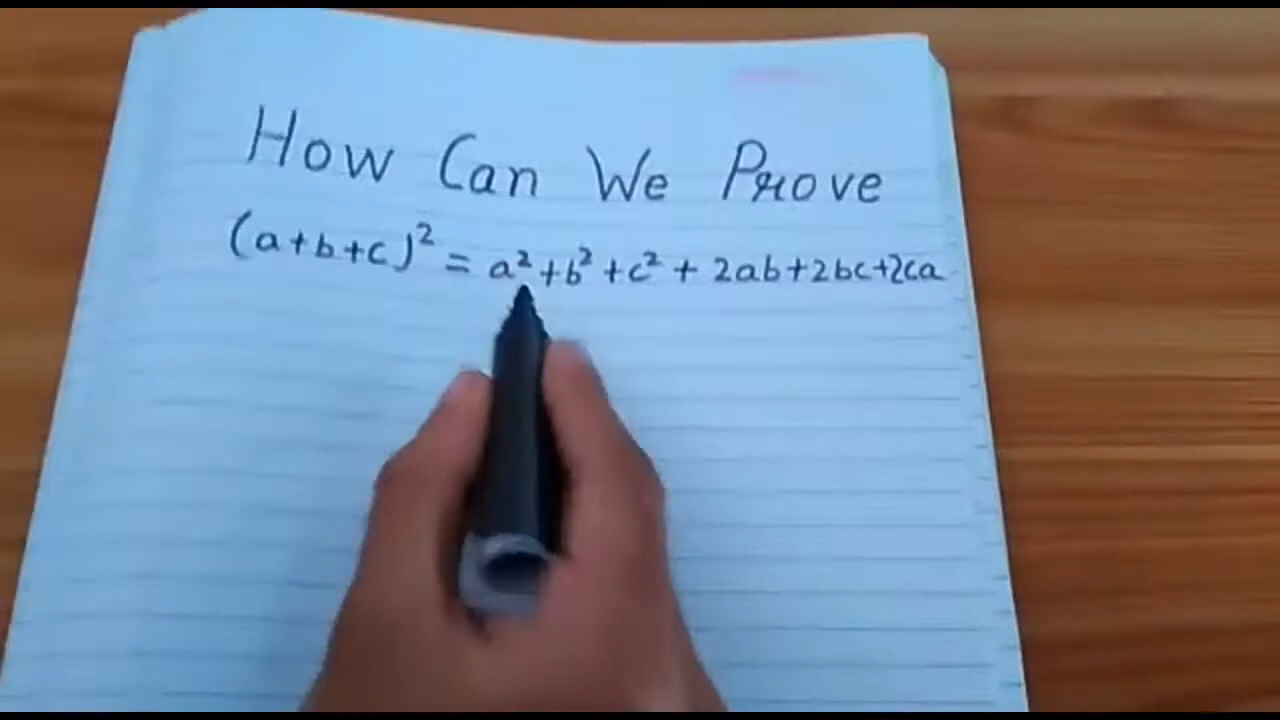 How Can We Prove
(a+b+c)² = a²+b²+c² + 2ab+2bc+2ca